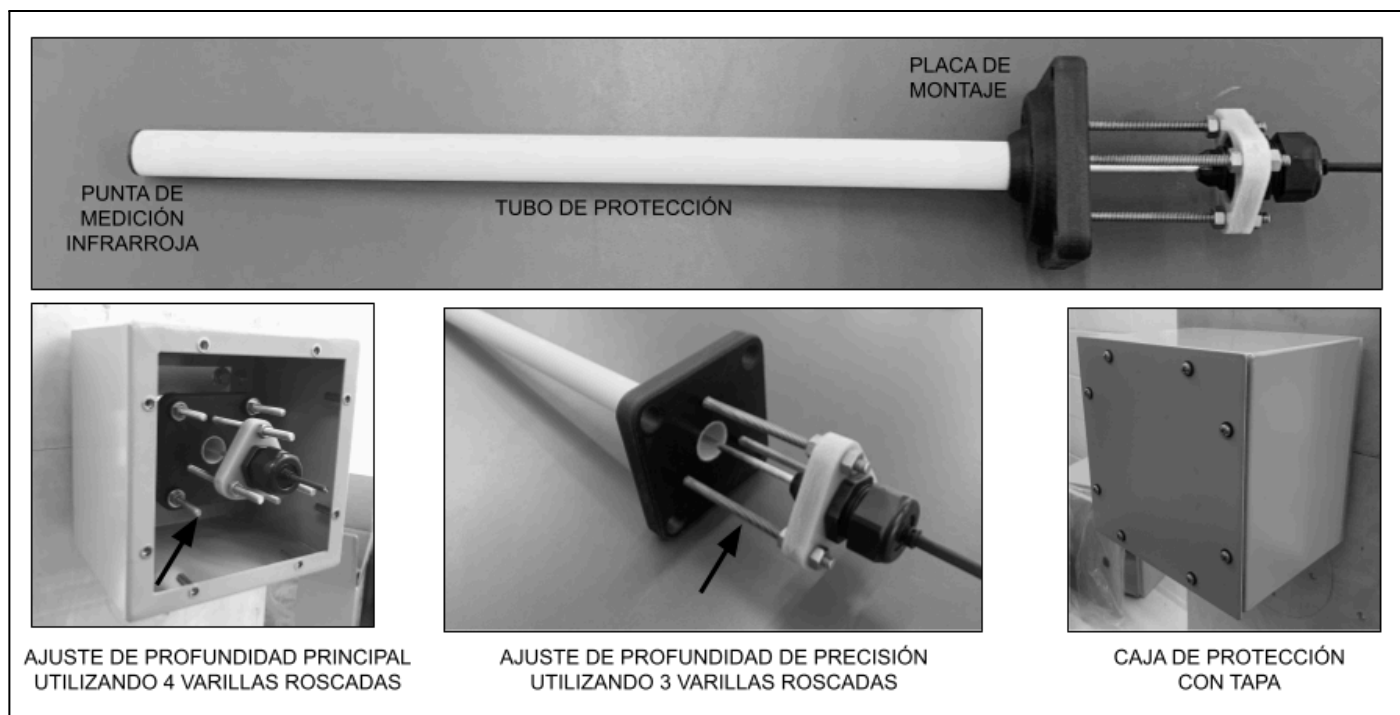 PLACA DE
MONTAJE
PUNTA DE
MEDICIÓN
INFRARROJA
TUBO DE PROTECCIÓN
AJUSTE DE PROFUNDIDAD PRINCIPAL
UTILIZANDO 4 VARILLAS ROSCADAS
AJUSTE DE PROFUNDIDAD DE PRECISIÓN
UTILIZANDO 3 VARILLAS ROSCADAS
CAJA DE PROTECCIÓN
CON TAPA